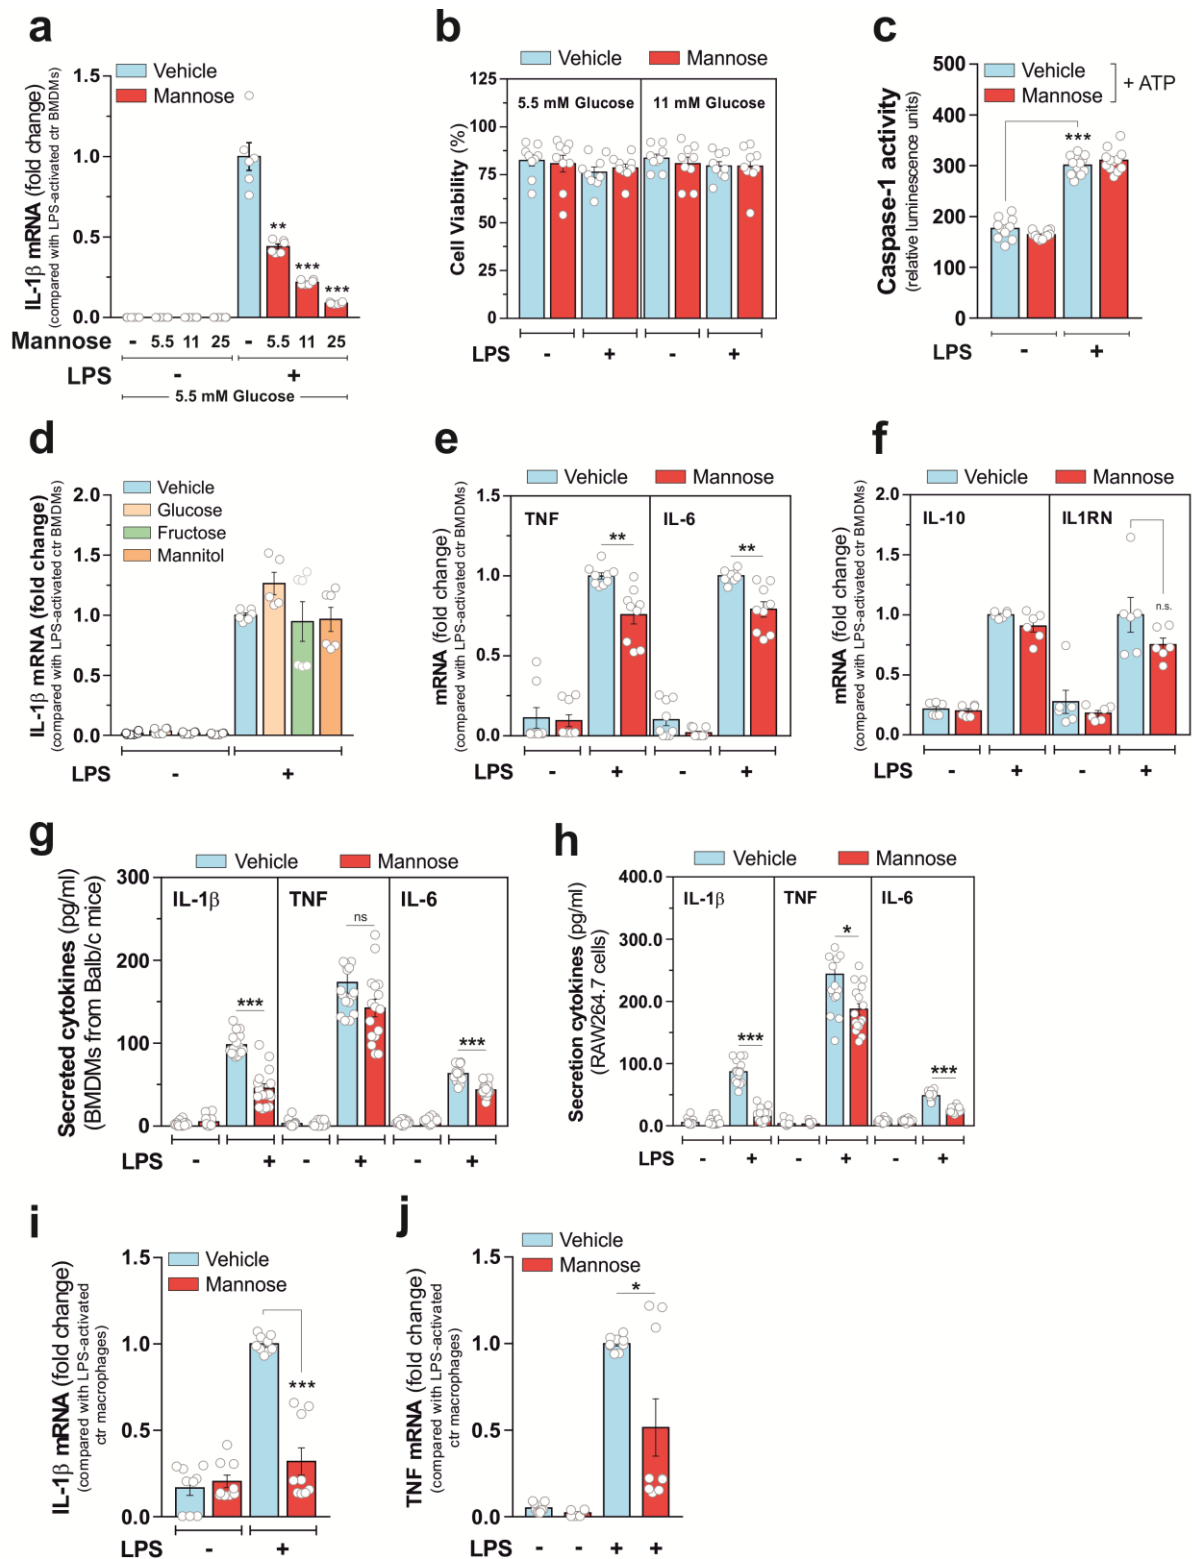 a
Vehicle
Mannose
IL-1β mRNA (fold change)
(compared with LPS-activated ctr BMDMs)
1.5
1.0
0.5
0.0
** *** ***
Mannose - 5.5 11 25 - 5.5 11 25
LPS - +
5.5 mM Glucose
b
Vehicle Mannose
Cell Viability (%)
125
100
75
50
25
0
5.5 mM Glucose 11 mM Glucose
LPS - + - +
c
Vehicle
Mannose
+ ATP
Caspase-1 activity
(relative luminescence units)
500
400
300
200
100
0
***
LPS - +
d
Vehicle
Glucose
Fructose
Mannitol
IL-1β mRNA (fold change)
(compared with LPS-activated ctr BMDMs)
2.0
1.5
1.0
0.5
0.0
LPS - +
e
Vehicle Mannose
mRNA (fold change)
(compared with LPS-activated ctr BMDMs)
1.5
1.0
0.5
0.0
TNF IL-6
** **
LPS - + - +
f
Vehicle Mannose
mRNA (fold change)
(compared with LPS-activated ctr BMDMs)
2.0
1.5
1.0
0.5
0.0
IL-10 IL1RN
n.s.
LPS - + - +
g
Vehicle Mannose
Secreted cytokines (pg/ml)
(BMDMs from Balb/c mice)
300
200
100
0
IL-1β TNF IL-6
*** ns ***
LPS - + - + - +
h
Vehicle Mannose
Secretion cytokines (pg/ml)
(RAW264.7 cells)
400.0
300.0
200.0
100.0
0.0
IL-1β TNF IL-6
*** * ***
LPS - + - + - +
i
Vehicle
Mannose
IL-1β mRNA (fold change)
(compared with LPS-activated
ctr macrophages)
1.5
1.0
0.5
0.0
***
LPS - +
j
Vehicle
Mannose
TNF mRNA (fold change)
(compared with LPS-activated
ctr macrophages)
1.5
1.0
0.5
0.0
*
LPS - - + +